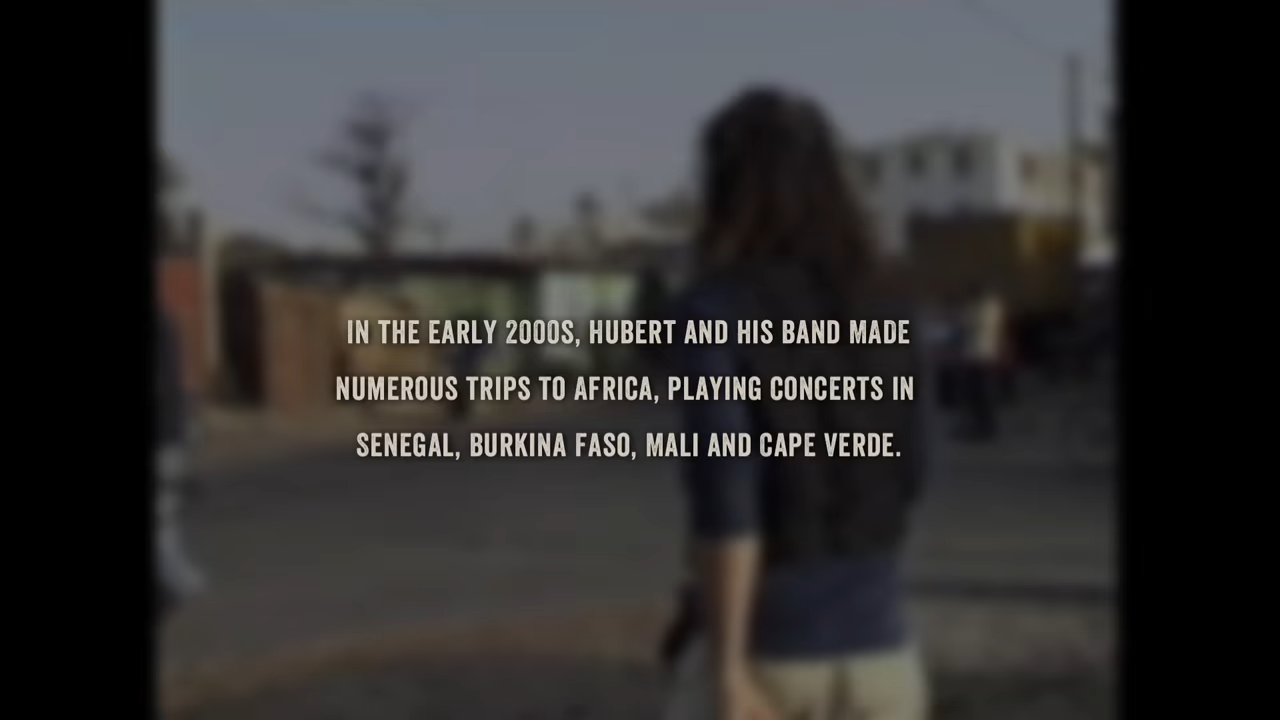 IN THE EARLY 2000S, HUBERT AND HIS BAND MADE
NUMEROUS TRIPS TO AFRICA, PLAYING CONCERTS IN
SENEGAL, BURKINA FASO, MALI AND CAPE VERDE.